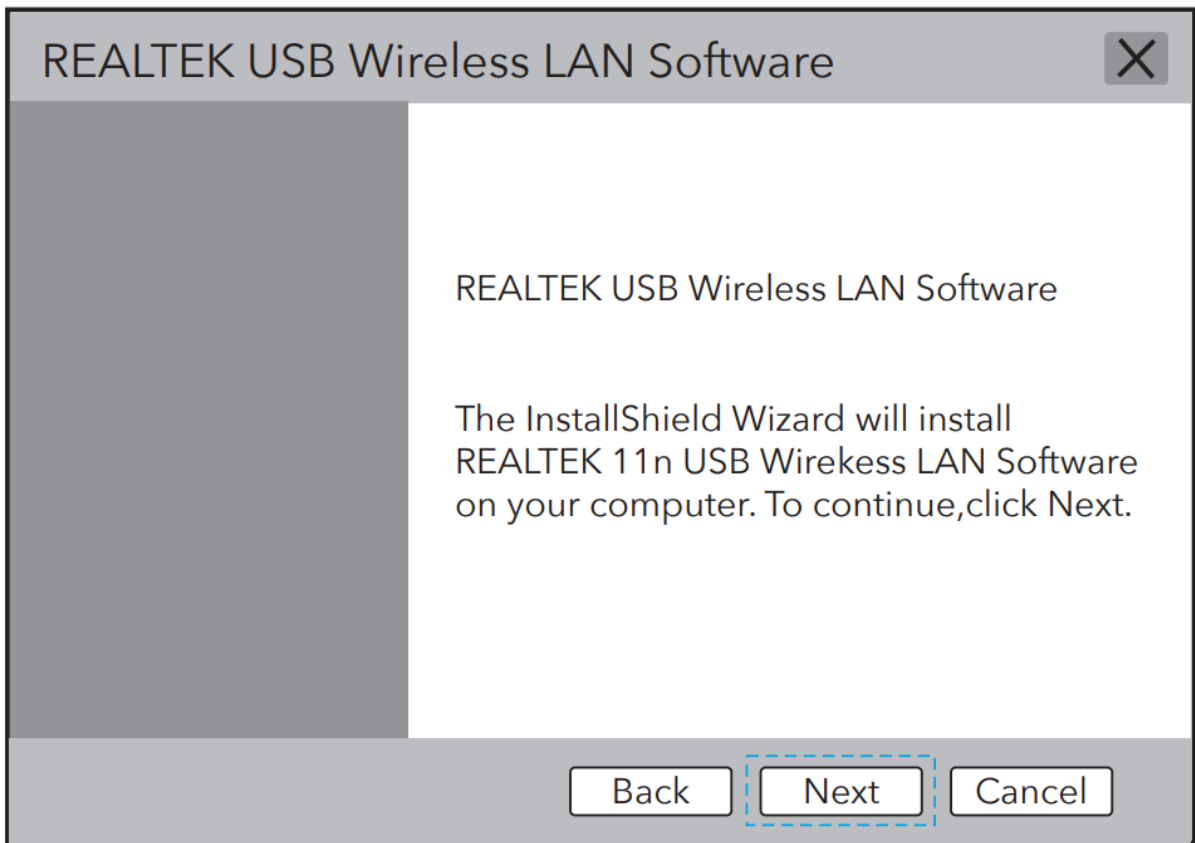 REALTEK USB Wireless LAN Software
REALTEK USB Wireless LAN Software
The InstallShield Wizard will install
REALTEK 11n USB Wirekess LAN Software
on your computer. To continue,click Next.
Back Next Cancel